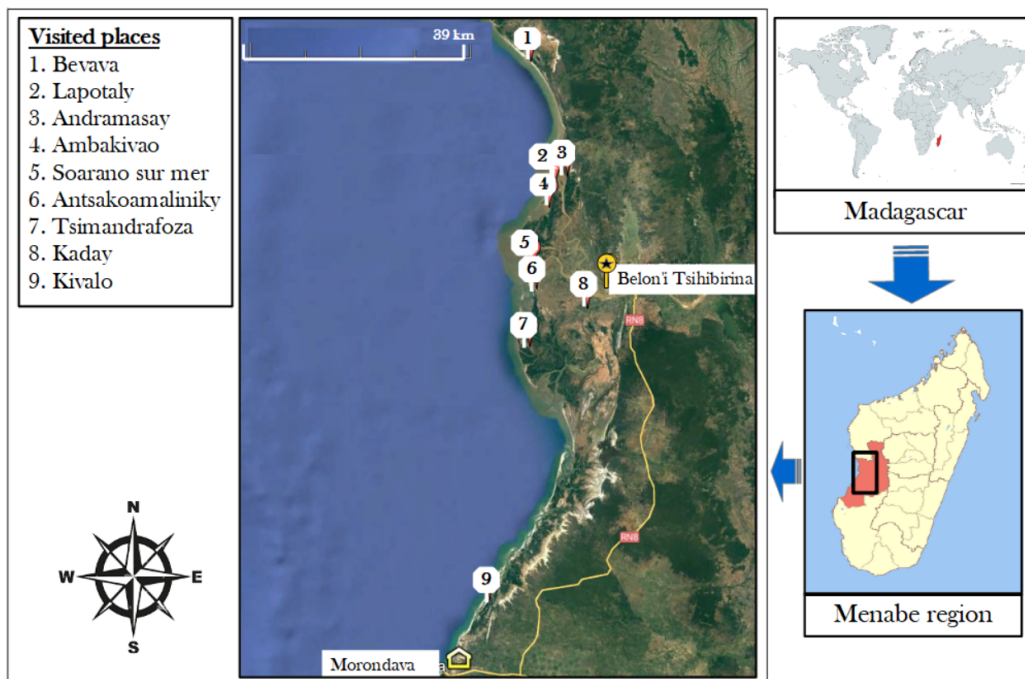 Visited places
1. Bevava
2. Lapotaly
3. Andramasay
4. Ambakivao
5. Soarano sur mer
6. Antsakoamaliniky
7. Tsimandrafoza
8. Kaday
9. Kivalo
39 km
1
2 3
4
5
6
8
Belon'i Tsihibirina
7
RN8
RN8
9
Morondava
N
W E
S
Madagascar
Menabe region